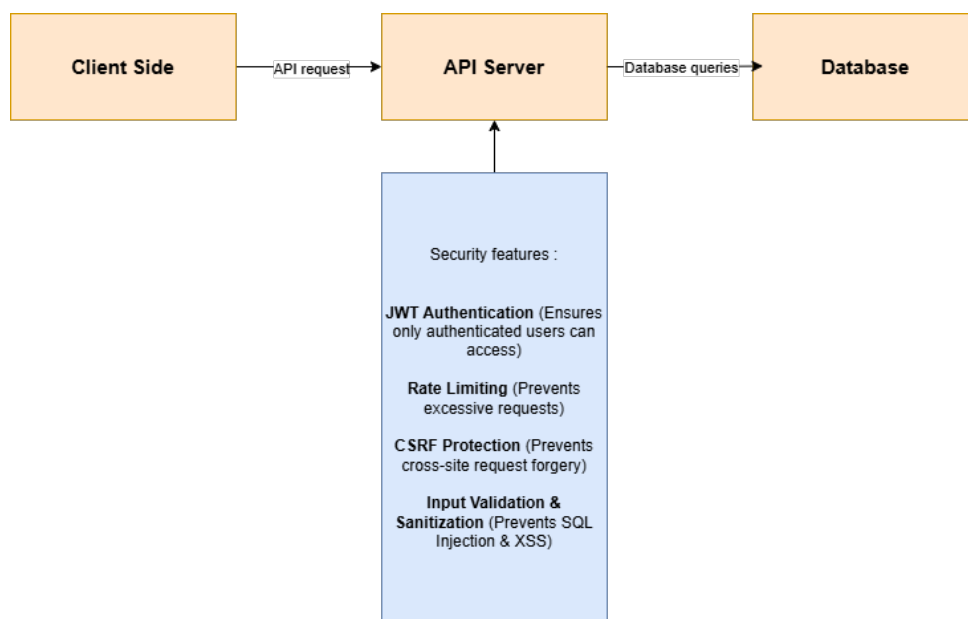 Client Side
API request
API Server
Database queries
Database
Security features :
JWT Authentication (Ensures
only authenticated users can
access)
Rate Limiting (Prevents
excessive requests)
CSRF Protection (Prevents
cross-site request forgery)
Input Validation &
Sanitization (Prevents SQL
Injection & XSS)